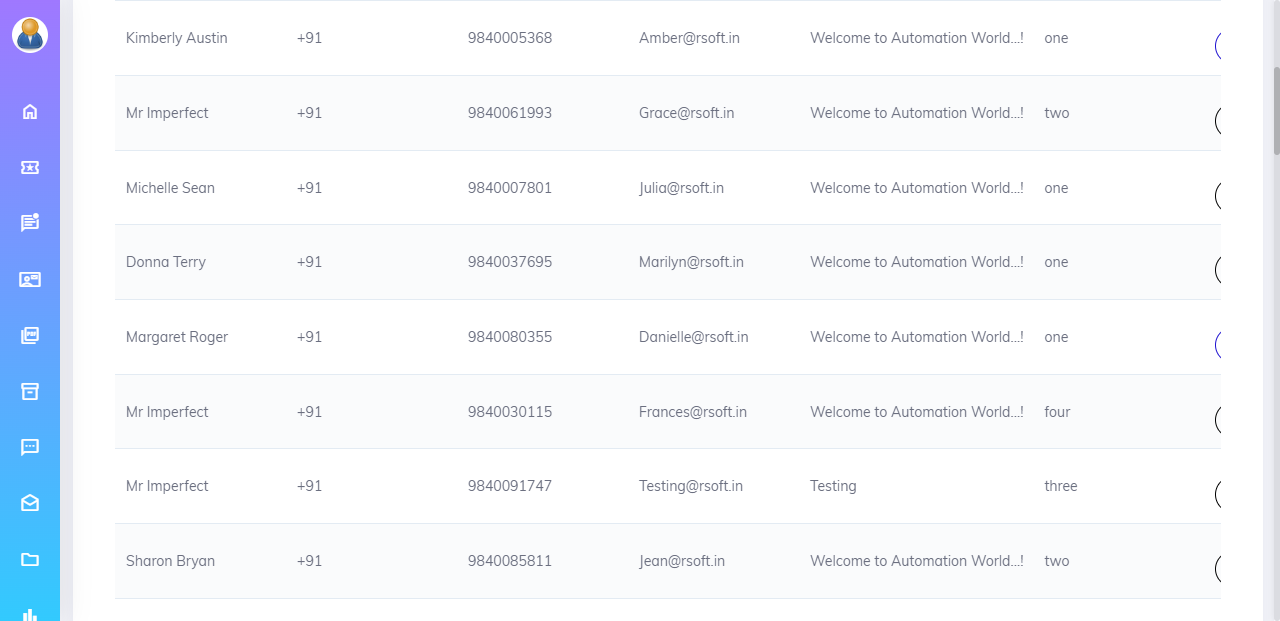 Kimberly Austin +91 9840005368 Amber@rsoft.in Welcome to Automation World...! one
Mr Imperfect +91 9840061993 Grace@rsoft.in Welcome to Automation World...! two
Michelle Sean +91 9840007801 Julia@rsoft.in Welcome to Automation World...! one
Donna Terry +91 9840037695 Marilyn@rsoft.in Welcome to Automation World...! one
Margaret Roger +91 9840080355 Danielle@rsoft.in Welcome to Automation World...! one
Mr Imperfect +91 9840030115 Frances@rsoft.in Welcome to Automation World...! four
Mr Imperfect +91 9840091747 Testing@rsoft.in Testing three
Sharon Bryan +91 9840085811 Jean@rsoft.in Welcome to Automation World...! two